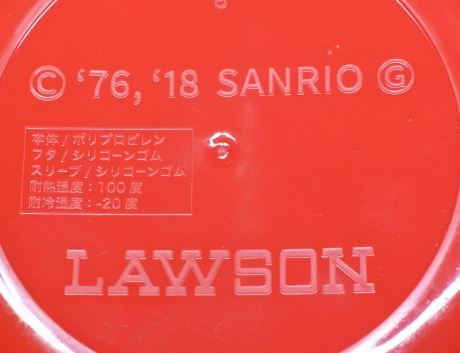 © '76, '18 SANRIO Ⓖ
本体/ポリプロピレン
フタ/シリコーンゴム
スリーブ/シリコーンゴム
耐熱温度:100 度
耐冷温度:-20 度
LAWSON